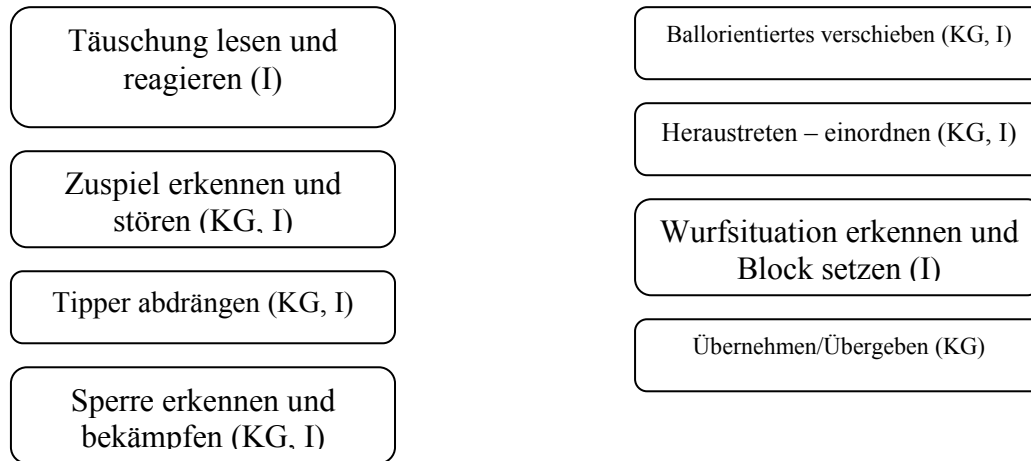 Täuschung lesen und
reagieren (I)
Zuspiel erkennen und
stören (KG, I)
Tipper abdrängen (KG, I)
Sperre erkennen und
bekämpfen (KG, I)
Ballorientiertes verschieben (KG, I)
Heraustreten – einordnen (KG, I)
Wurfsituation erkennen und
Block setzen (I)
Übernehmen/Übergeben (KG)